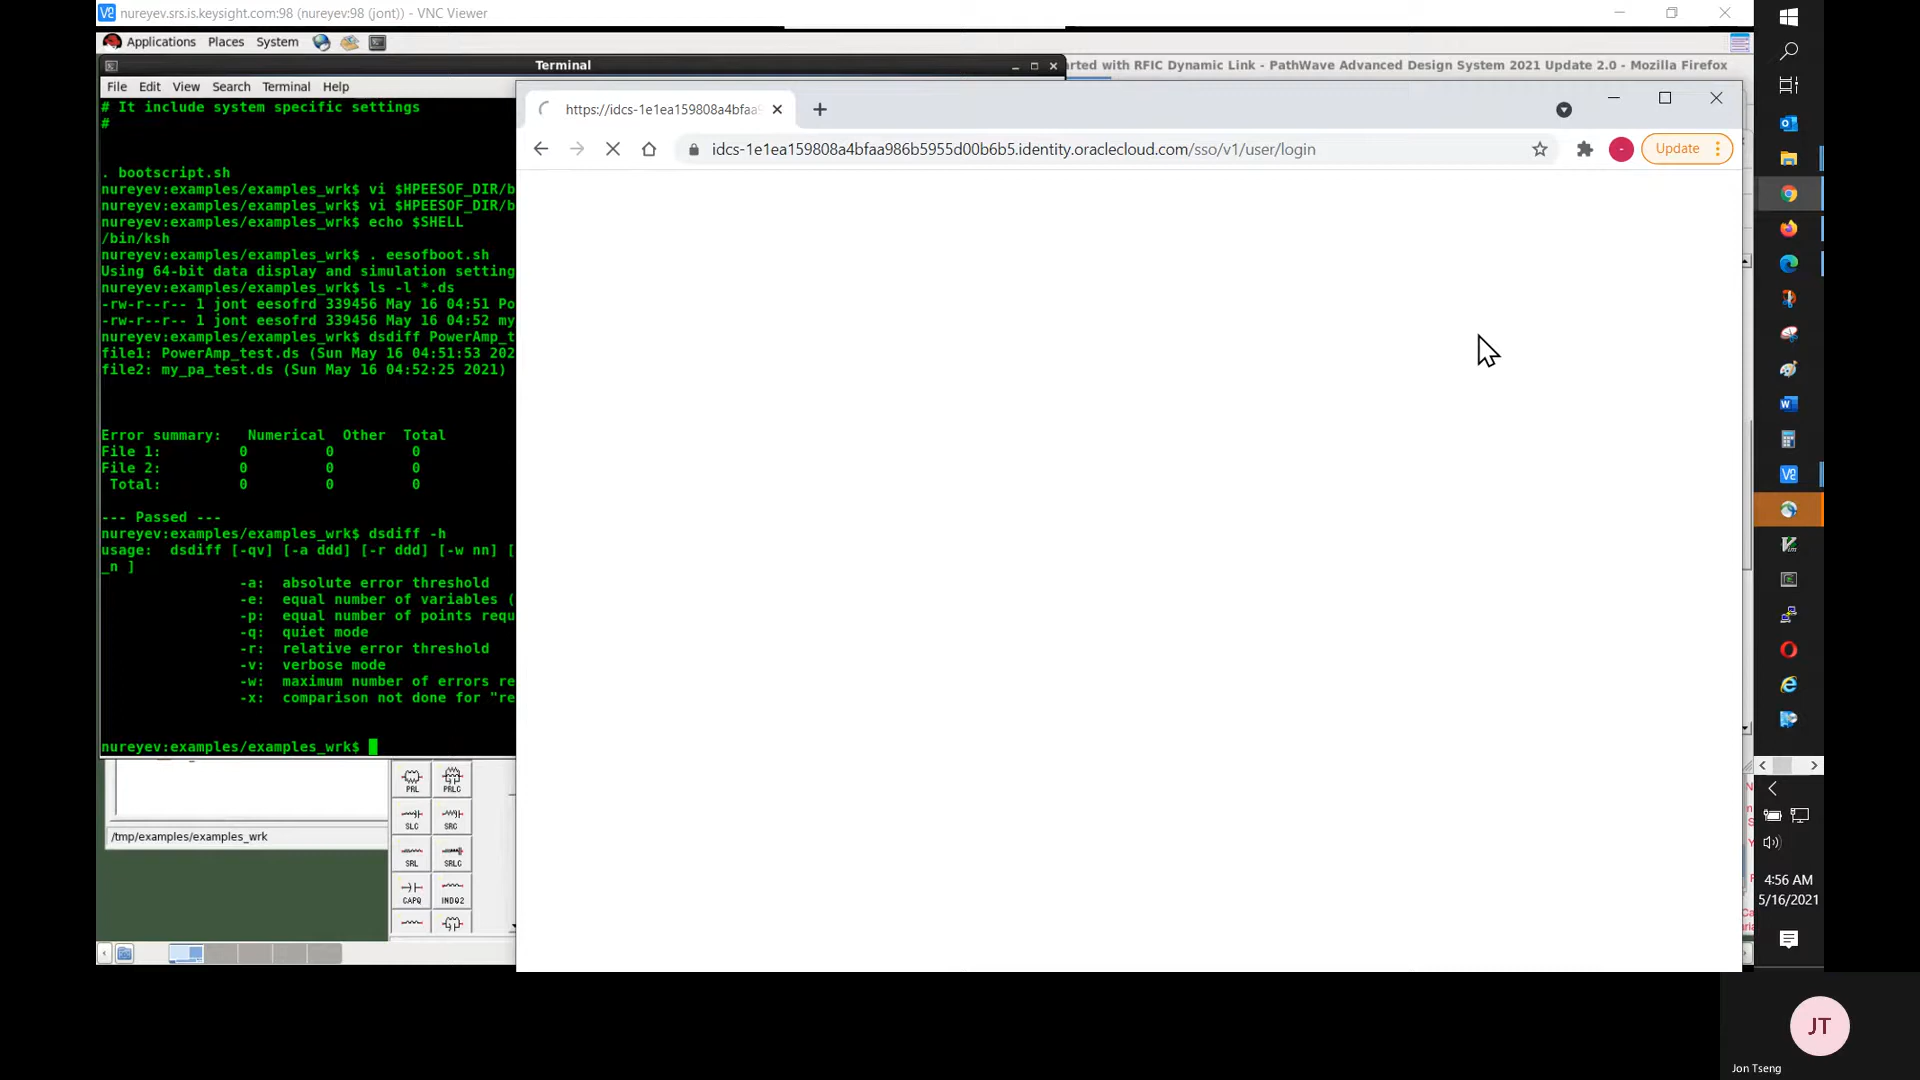 nureyev.srs.is.keysight.com:98 (nureyev:98 (jont)) - VNC Viewer
Applications Places System
Terminal
arted with RFIC Dynamic Link - PathWave Advanced Design System 2021 Update 2.0 - Mozilla Firefox
File Edit View Search Terminal Help
# It include system specific settings
#
. bootscript.sh
nureyev:examples/examples_wrk$ vi $HPEESOF_DIR/b
nureyev:examples/examples_wrk$ vi $HPEESOF_DIR/b
nureyev:examples/examples_wrk$ echo $SHELL
/bin/ksh
nureyev:examples/examples_wrk$ . eesofboot.sh
Using 64-bit data display and simulation setting
nureyev:examples/examples_wrk$ ls -l *.ds
-rw-r--r-- 1 jont eesofrd 339456 May 16 04:51 Po
-rw-r--r-- 1 jont eesofrd 339456 May 16 04:52 my
nureyev:examples/examples_wrk$ dsdiff PowerAmp_t
file1: PowerAmp_test.ds (Sun May 16 04:51:53 202
file2: my_pa_test.ds (Sun May 16 04:52:25 2021)
Error summary: Numerical Other Total
File 1: 0 0 0
File 2: 0 0 0
Total: 0 0 0
--- Passed ---
nureyev:examples/examples_wrk$ dsdiff -h
usage: dsdiff [-qv] [-a ddd] [-r ddd] [-w nn] [
_n ]
-a: absolute error threshold
-e: equal number of variables (
-p: equal number of points requ
-q: quiet mode
-r: relative error threshold
-v: verbose mode
-w: maximum number of errors re
-x: comparison not done for "re
nureyev:examples/examples_wrk$
/tmp/examples/examples_wrk
PRL PRLC
SLC SRC
SRL SRLC
CAPQ INDQ2
https://idcs-1e1ea159808a4bfaa9
idcs-1e1ea159808a4bfaa986b5955d00b6b5.identity.oraclecloud.com/sso/v1/user/login
Update
4:56 AM
5/16/2021
JT
Jon Tseng